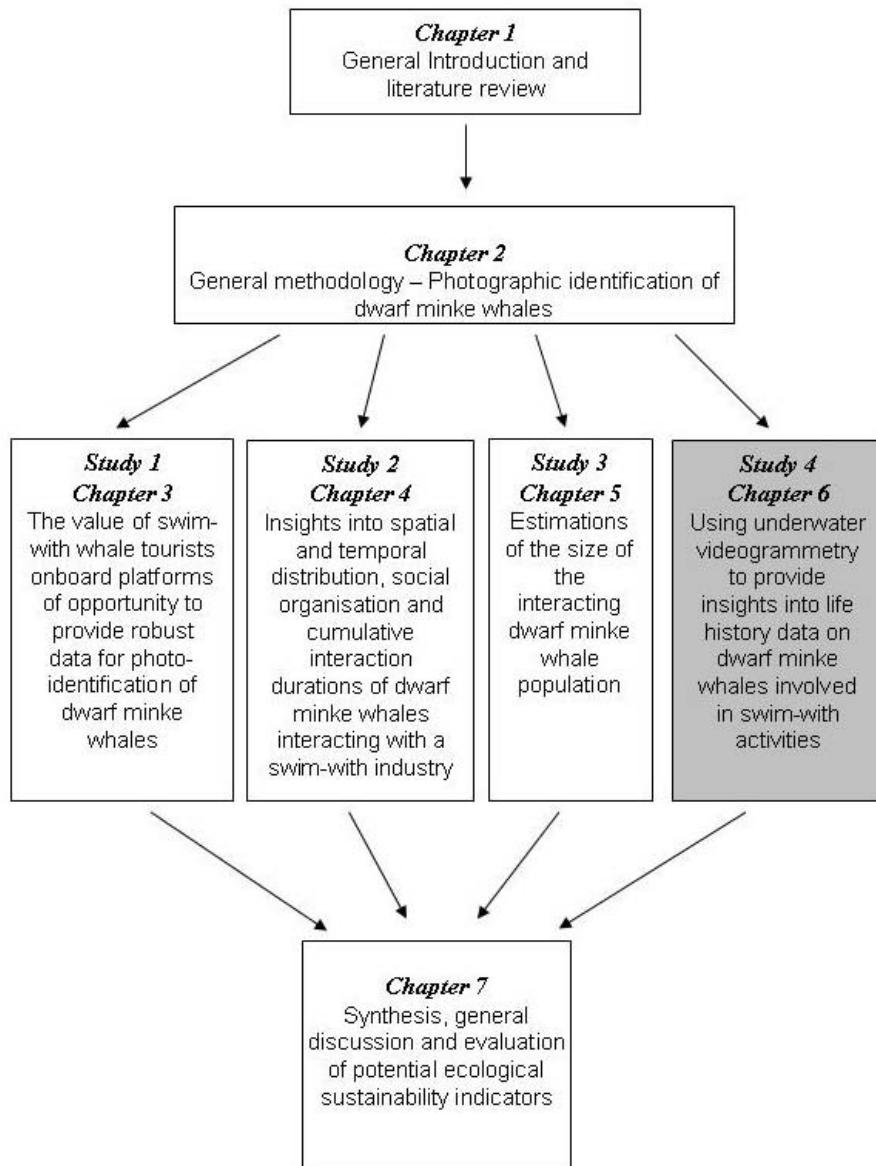 Chapter 1
General Introduction and
literature review
Chapter 2
General methodology – Photographic identification of
dwarf minke whales
Study 1
Chapter 3
The value of swim-
with whale tourists
onboard platforms
of opportunity to
provide robust
data for photo-
identification of
dwarf minke
whales
Study 2
Chapter 4
Insights into spatial
and temporal
distribution, social
organisation and
cumulative
interaction
durations of dwarf
minke whales
interacting with a
swim-with industry
Study 3
Chapter 5
Estimations
of the size of
the
interacting
dwarf minke
whale
population
Study 4
Chapter 6
Using underwater
videogrammetry
to provide
insights into life
history data on
dwarf minke
whales involved
in swim-with
activities
Chapter 7
Synthesis, general
discussion and evaluation
of potential ecological
sustainability indicators